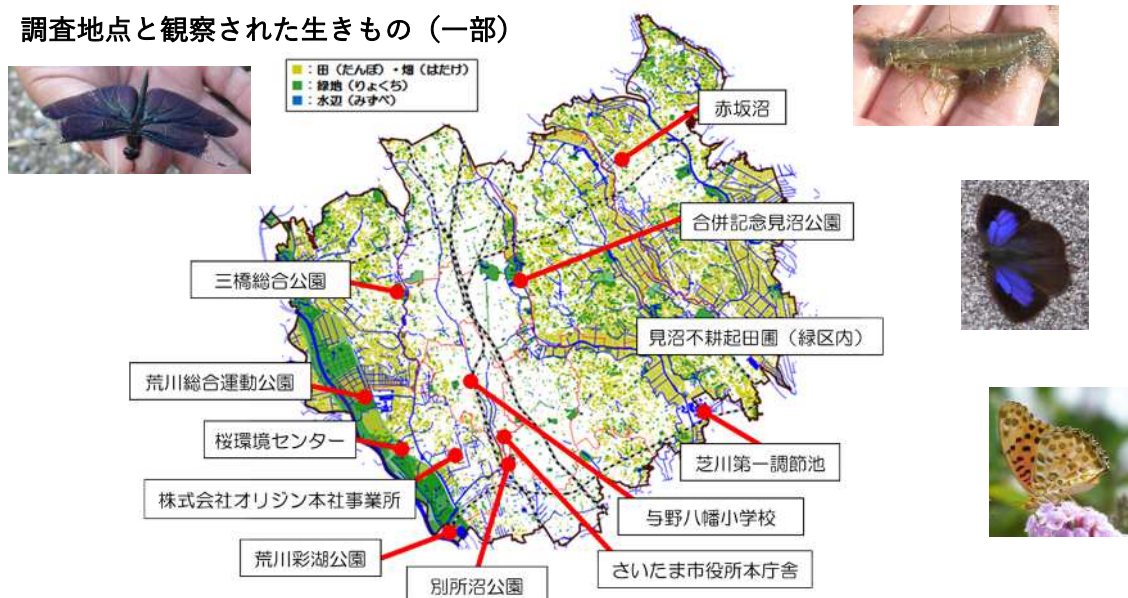 調査地点と観察された生きもの（一部）
：田（たんぼ）・畑（はたけ）
：緑地（りょくち）
：水辺（みずべ）
赤坂沼
合併記念見沼公園
三橋総合公園
見沼不耕起田圃（緑区内）
荒川総合運動公園
桜環境センター
芝川第一調節池
株式会社オリジン本社事業所
与野八幡小学校
荒川彩湖公園
さいたま市役所本庁舎
別所沼公園